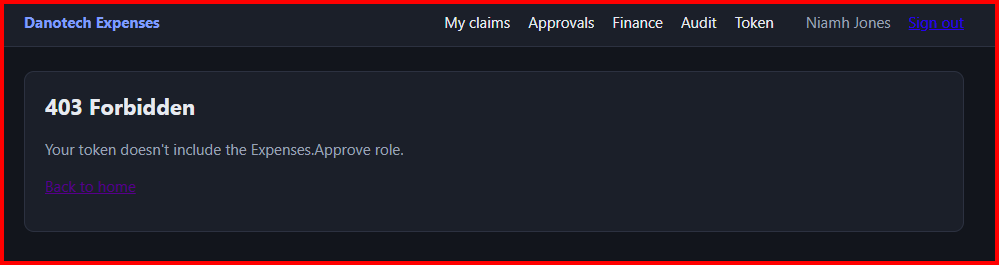 Danotech Expenses My claims Approvals Finance Audit Token Niamh Jones Sign out
403 Forbidden
Your token doesn't include the Expenses.Approve role.
Back to home